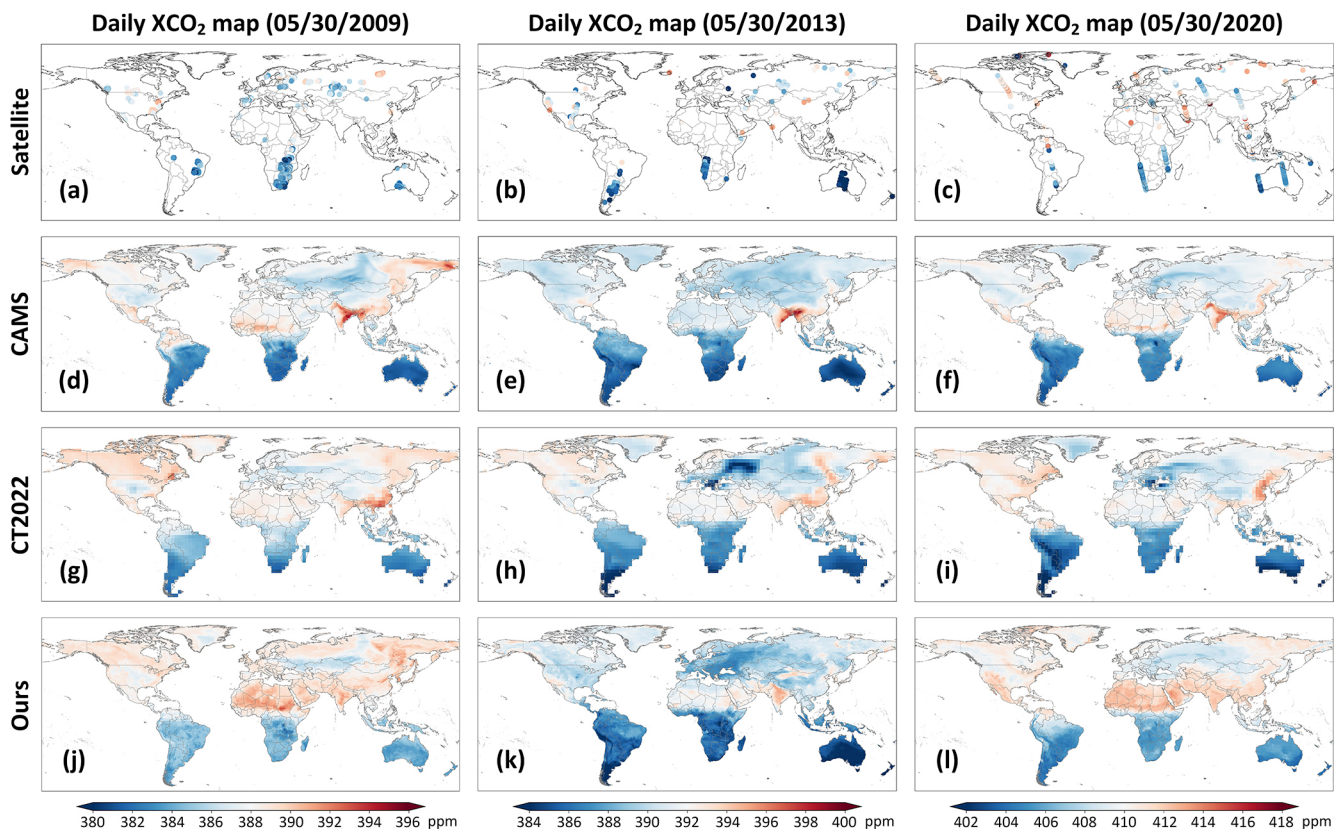 Daily XCO₂ map (05/30/2009) Daily XCO₂ map (05/30/2013) Daily XCO₂ map (05/30/2020)
Satellite (a) (b) (c)
CAMS (d) (e) (f)
CT2022 (g) (h) (i)
Ours (j) (k) (l)
380 382 384 386 388 390 392 394 396 ppm 384 386 388 390 392 394 396 398 400 ppm 402 404 406 408 410 412 414 416 418 ppm